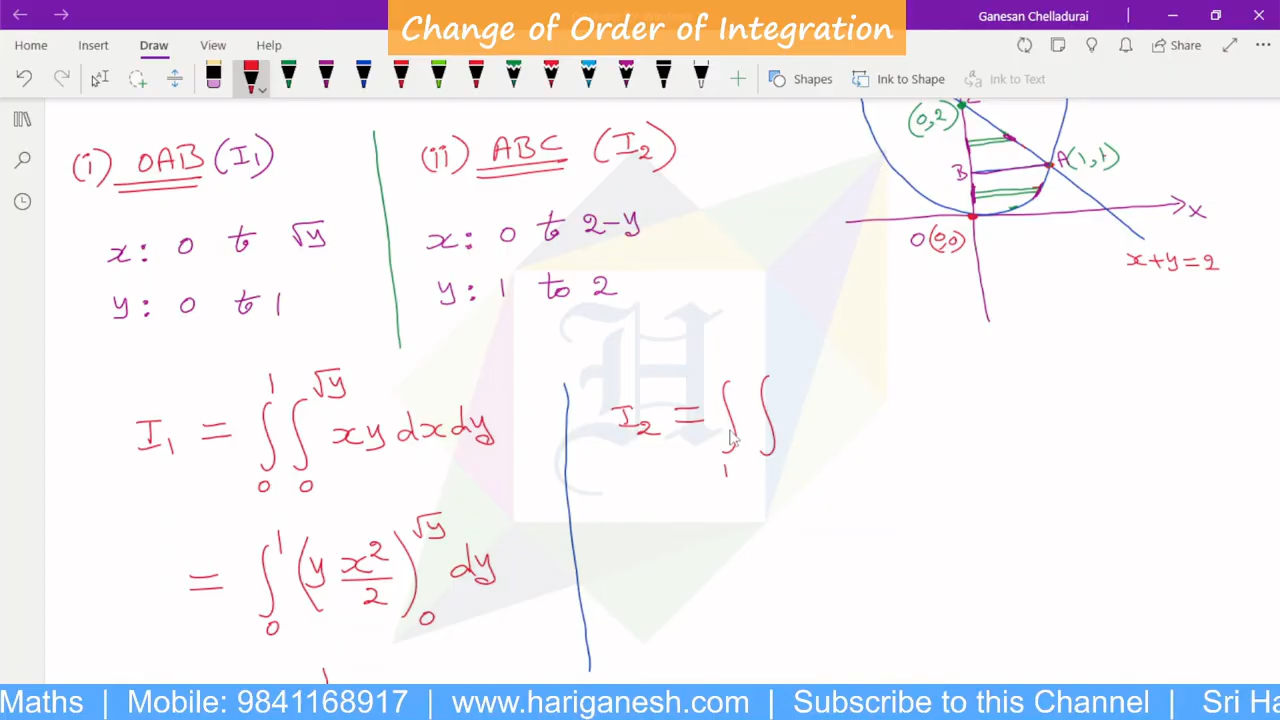 Change of Order of Integration
Ganesan Chelladurai
Home Insert Draw View Help
Share
Shapes
Ink to Shape
Ink to Text
(i) OAB (I₁)
x: 0 to √y
y: 0 to 1
(ii) ABC (I₂)
x: 0 to 2-y
y: 1 to 2
(0,2)
C
B
A(1,1)
O(0,0)
X
x+y=2
I₁ = ∫₀¹ ∫₀^√y xy dx dy
= ∫₀¹ (y x²/2)₀^√y dy
I₂ = ∫₁ ∫
H
Maths | Mobile: 9841168917 | www.hariganesh.com | Subscribe to this Channel | Sri Ha